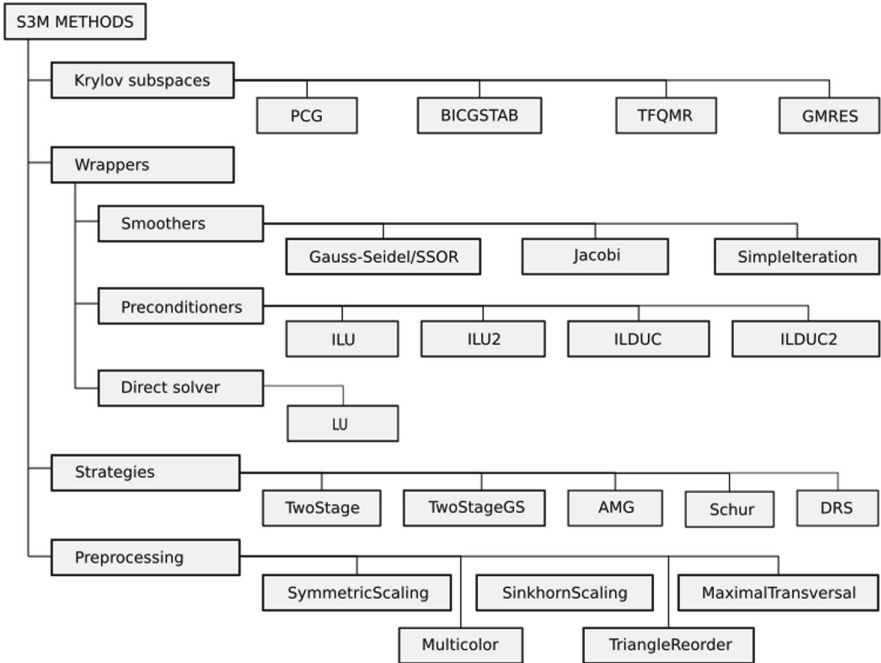 S3M METHODS
Krylov subspaces
PCG
BICGSTAB
TFQMR
GMRES
Wrappers
Smoothers
Gauss-Seidel/SSOR
Jacobi
SimpleIteration
Preconditioners
ILU
ILU2
ILDUC
ILDUC2
Direct solver
LU
Strategies
TwoStage
TwoStageGS
AMG
Schur
DRS
Preprocessing
SymmetricScaling
SinkhornScaling
MaximalTransversal
Multicolor
TriangleReorder